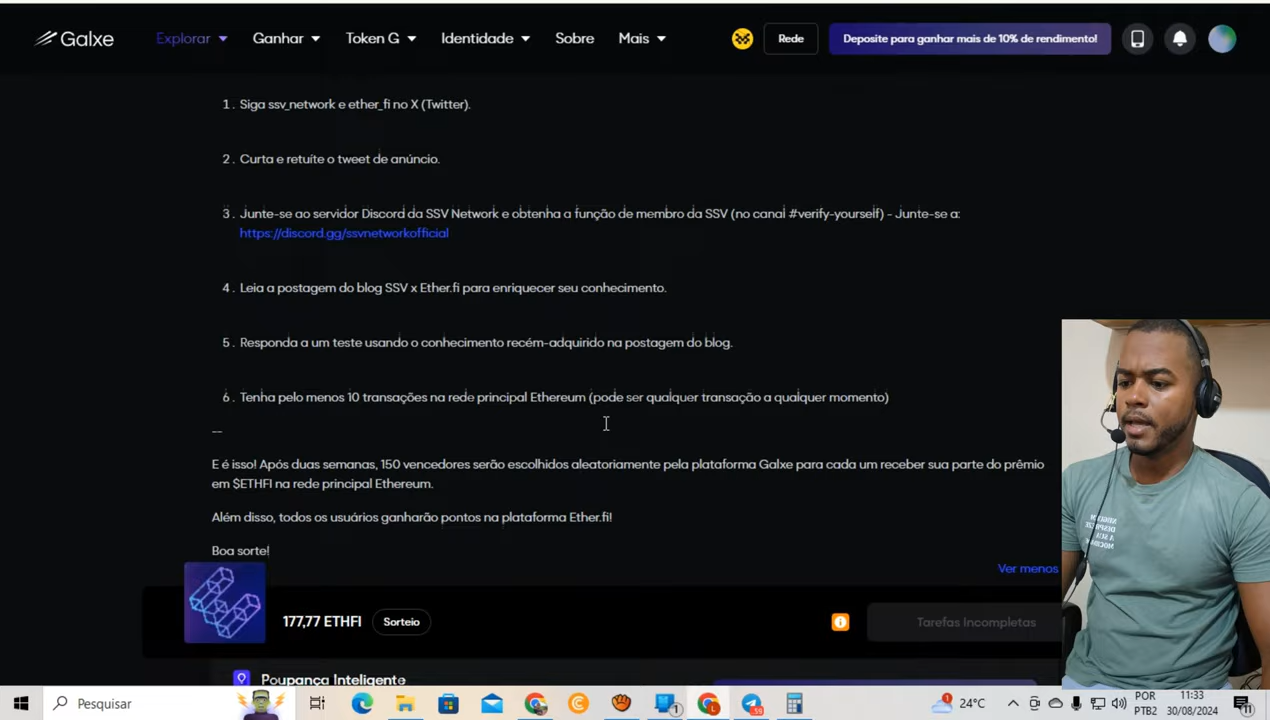 Galxe
Explorar
Ganhar
Token G
Identidade
Sobre
Mais
Rede
Deposite para ganhar mais de 10% de rendimento!
1. Siga ssv_network e ether_fi no X (Twitter).
2. Curta e retuíte o tweet de anúncio.
3. Junte-se ao servidor Discord da SSV Network e obtenha a função de membro da SSV (no canal #verify-yourself) - Junte-se a:
https://discord.gg/ssvnetworkofficial
4. Leia a postagem do blog SSV x Ether.fi para enriquecer seu conhecimento.
5. Responda a um teste usando o conhecimento recém-adquirido na postagem do blog.
6. Tenha pelo menos 10 transações na rede principal Ethereum (pode ser qualquer transação a qualquer momento)
—
E é isso! Após duas semanas, 150 vencedores serão escolhidos aleatoriamente pela plataforma Galxe para cada um receber sua parte do prêmio
em $ETHFI na rede principal Ethereum.
Além disso, todos os usuários ganharão pontos na plataforma Ether.fi!
Boa sorte!
Ver menos
177,77 ETHFI
Sorteio
Tarefas Incompletas
Poupança Inteligente
Pesquisar
24°C
POR
PTB2
11:33
30/08/2024